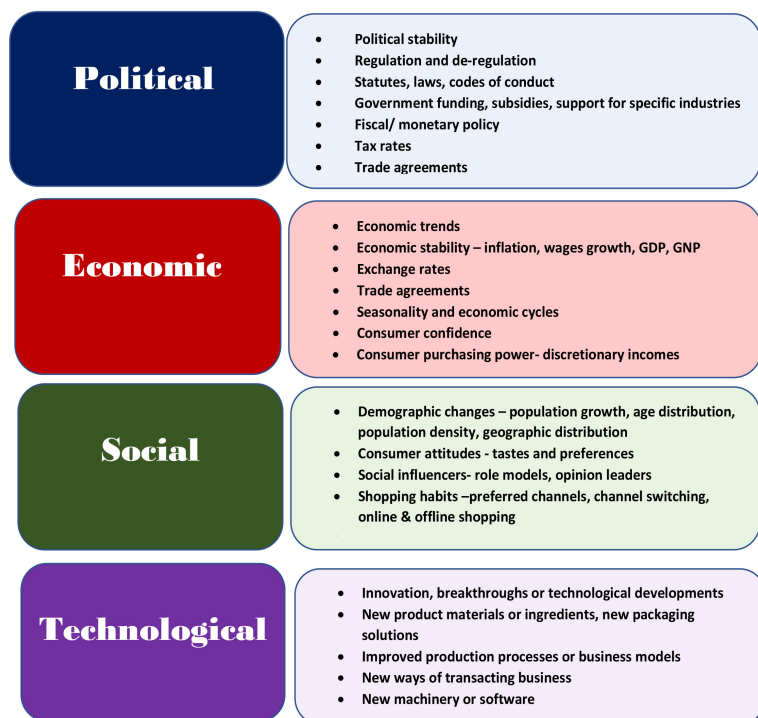 Political
• Political stability
• Regulation and de-regulation
• Statutes, laws, codes of conduct
• Government funding, subsidies, support for specific industries
• Fiscal/ monetary policy
• Tax rates
• Trade agreements
Economic
• Economic trends
• Economic stability – inflation, wages growth, GDP, GNP
• Exchange rates
• Trade agreements
• Seasonality and economic cycles
• Consumer confidence
• Consumer purchasing power- discretionary incomes
Social
• Demographic changes – population growth, age distribution,
population density, geographic distribution
• Consumer attitudes - tastes and preferences
• Social influencers- role models, opinion leaders
• Shopping habits –preferred channels, channel switching,
online & offline shopping
Technological
• Innovation, breakthroughs or technological developments
• New product materials or ingredients, new packaging
solutions
• Improved production processes or business models
• New ways of transacting business
• New machinery or software